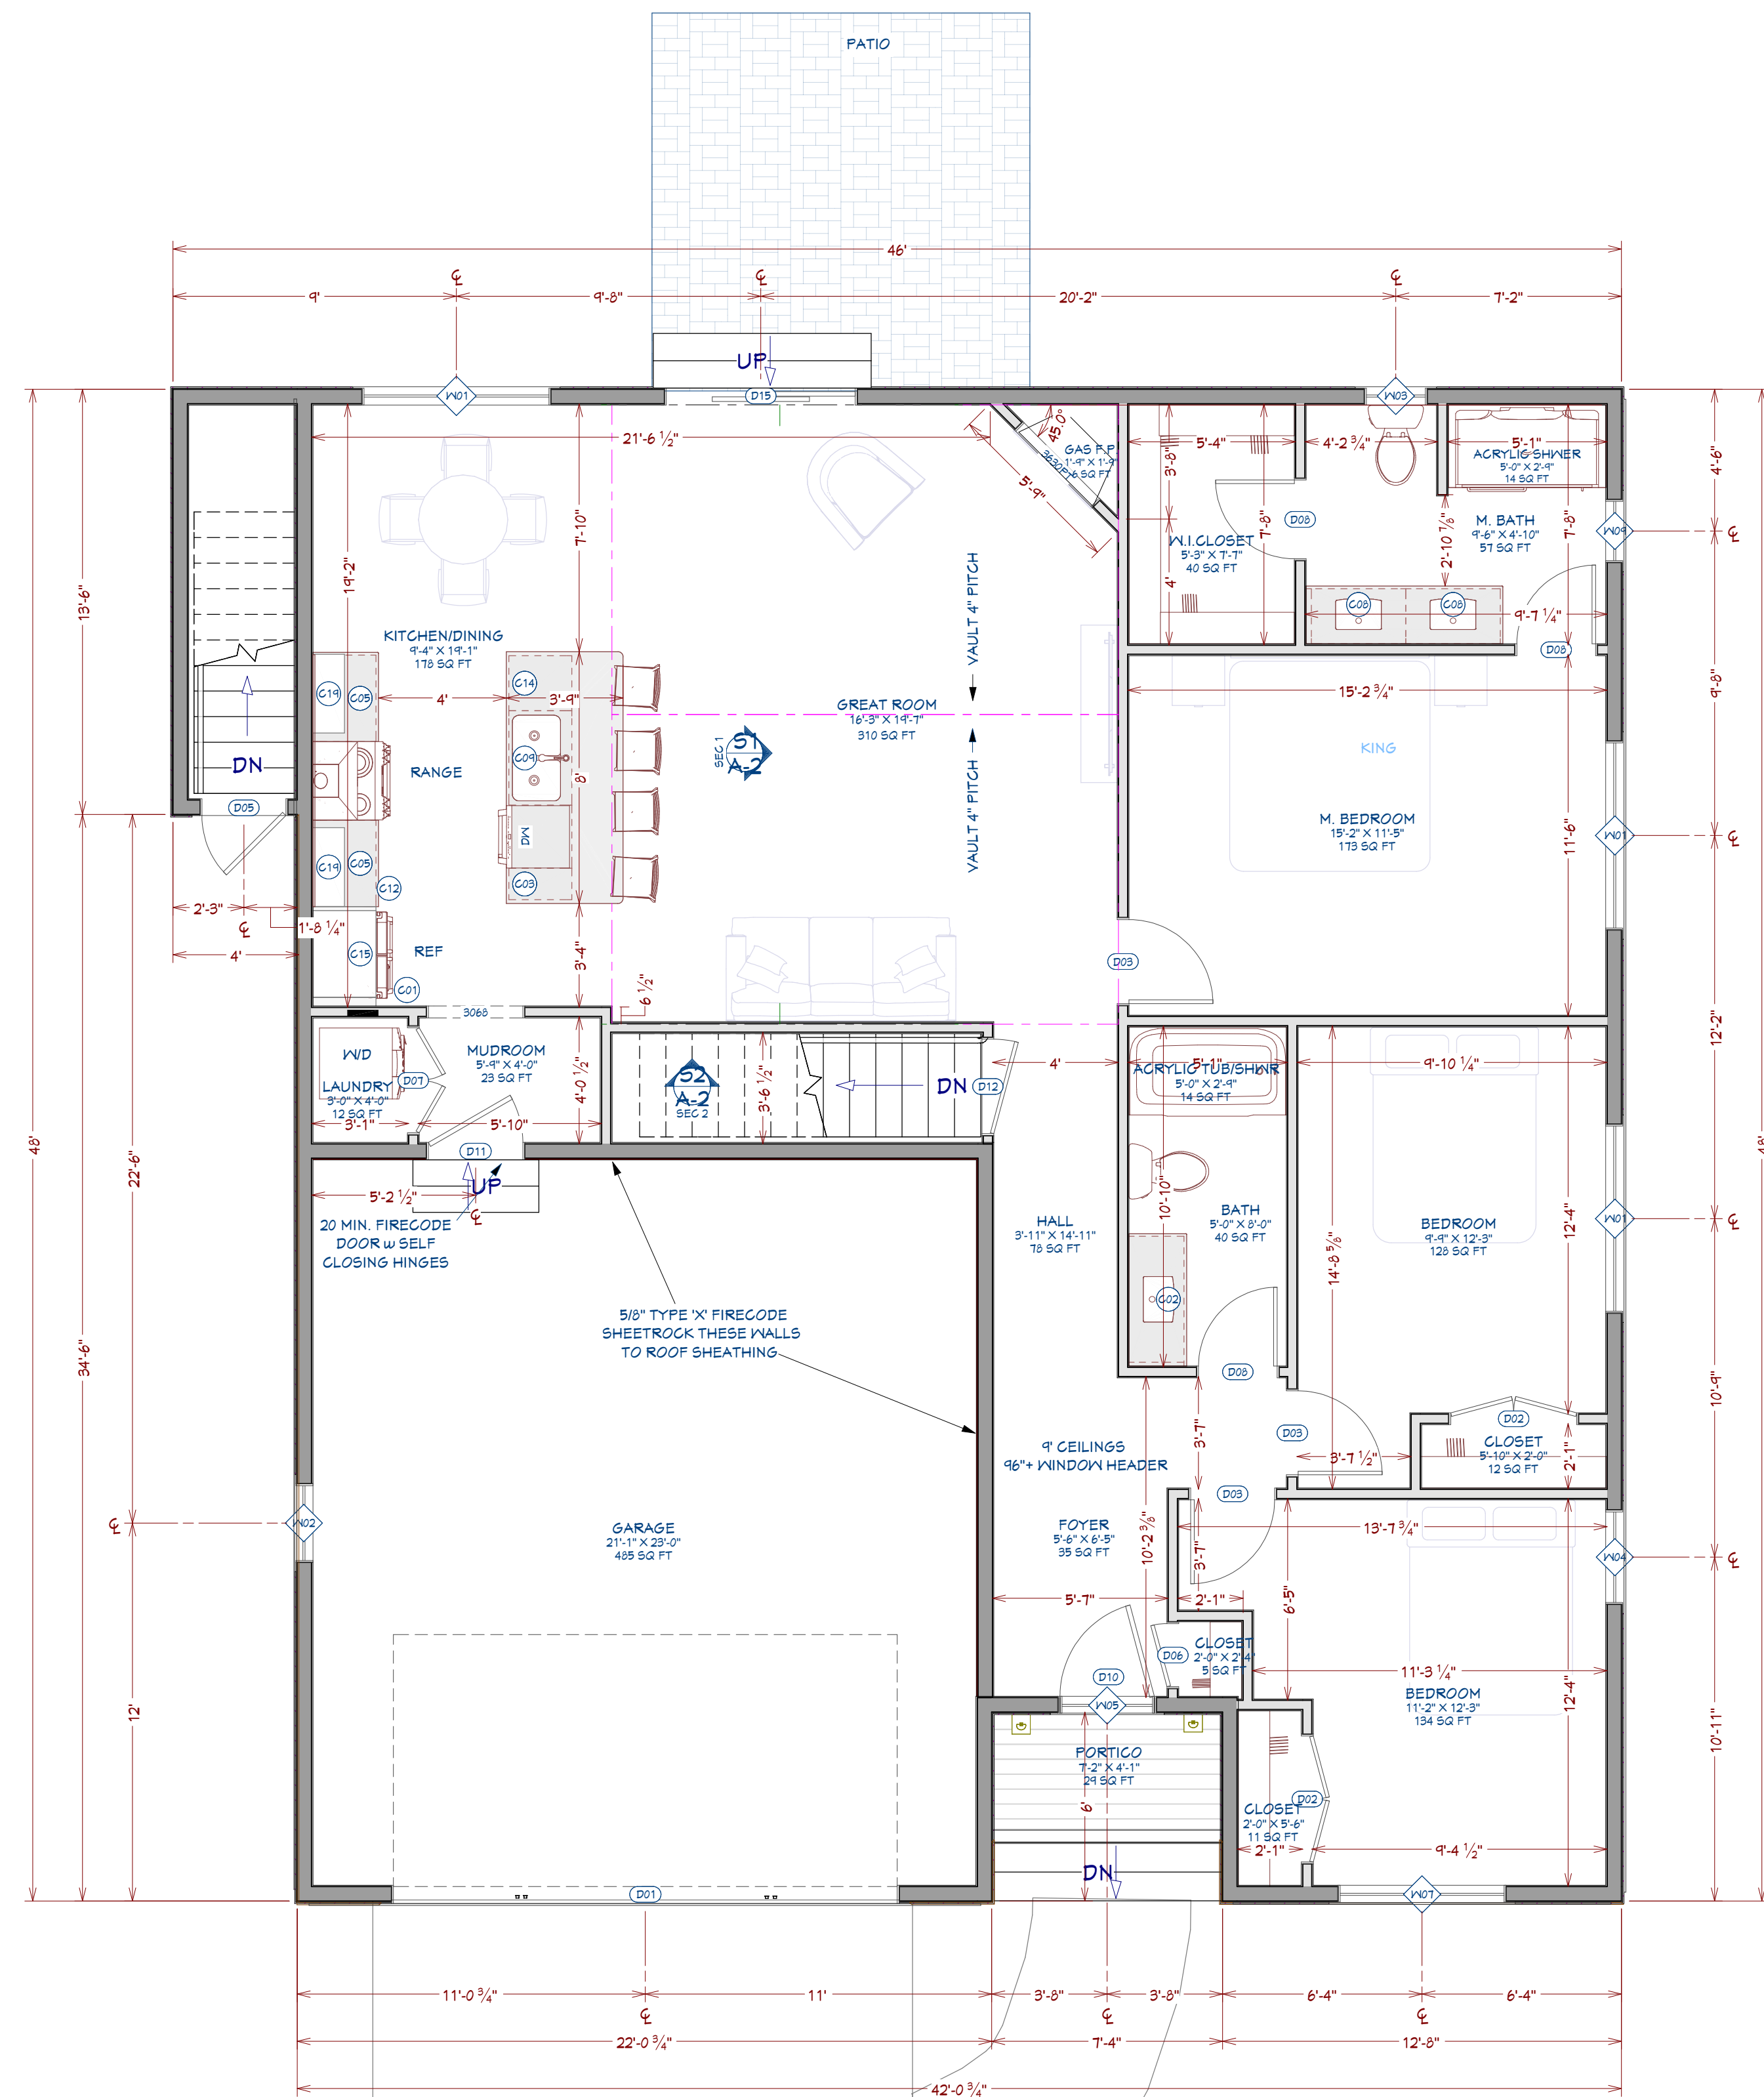 PATIO
46'
℄
℄
℄
9'
9'-8"
20'-2"
7'-2"
UP
W01
D15
W03
21'-6 ½"
45.0°
GAS F.P.
1'-9" X 1'-9"
6 SQ FT
5'-9"
5'-4"
3'-8"
4'-2 ¾"
5'-1"
ACRYLIC SHWER
5'-0" X 2'-9"
14 SQ FT
4'-6"
D08
M. BATH
9'-6" X 4'-10"
57 SQ FT
W09
℄
W.I.CLOSET
5'-3" X 7'-7"
40 SQ FT
7'-8"
2'-10 ⅞"
7'-8"
4'
C08
C08
9'-7 ¼"
D08
13'-6"
19'-2"
7'-10"
KITCHEN/DINING
9'-4" X 19'-1"
178 SQ FT
VAULT 4" PITCH
C19
C05
4'
C14
3'-9"
GREAT ROOM
16'-3" X 19'-7"
310 SQ FT
15'-2 ¾"
9'-8"
DN
RANGE
C09
8'
SEC 1
S1
A-2
VAULT 4" PITCH
KING
M. BEDROOM
15'-2" X 11'-5"
173 SQ FT
11'-6"
W01
℄
D05
DW
C19
C05
C12
C03
2'-3"
℄
1'-8 ¼"
4'
C15
REF
C01
3'-4"
D03
6 ½"
3068
48'
22'-6"
34'-6"
W/D
D07
LAUNDRY
3'-0" X 4'-0"
12 SQ FT
3'-1"
MUDROOM
5'-9" X 4'-0"
23 SQ FT
5'-10"
4'-0 ½"
S2
A-2
SEC 2
3'-6 ½"
DN
D12
4'
5'-1"
ACRYLIC TUB/SHWR
5'-0" X 2'-9"
14 SQ FT
9'-10 ¼"
12'-2"
D11
UP
5'-2 ½"
℄
20 MIN. FIRECODE
DOOR w SELF
CLOSING HINGES
HALL
3'-11" X 14'-11"
78 SQ FT
10'-10"
BATH
5'-0" X 8'-0"
40 SQ FT
C02
14'-8 ⅝"
BEDROOM
9'-9" X 12'-3"
128 SQ FT
12'-4"
W01
℄
48'
5/8" TYPE 'X' FIRECODE
SHEETROCK THESE WALLS
TO ROOF SHEATHING
D08
D03
3'-7"
3'-7 ½"
D02
CLOSET
5'-10" X 2'-0"
12 SQ FT
2'-1"
10'-9"
9' CEILINGS
96"+ WINDOW HEADER
D03
W02
℄
GARAGE
21'-1" X 23'-0"
485 SQ FT
FOYER
5'-6" X 6'-5"
35 SQ FT
10'-2 ⅜"
3'-7"
13'-7 ¾"
W04
℄
5'-7"
2'-1"
6'-5"
D06
CLOSET
2'-0" X 2'-4"
5 SQ FT
D10
W05
11'-3 ¼"
BEDROOM
11'-2" X 12'-3"
134 SQ FT
12'-4"
12'
10'-11"
PORTICO
7'-2" X 4'-1"
29 SQ FT
6'
DN
D02
CLOSET
2'-0" X 5'-6"
11 SQ FT
2'-1"
9'-4 ½"
D01
W07
11'-0 ¾"
℄
11'
3'-8"
℄
3'-8"
6'-4"
℄
6'-4"
22'-0 ¾"
7'-4"
12'-8"
42'-0 ¾"